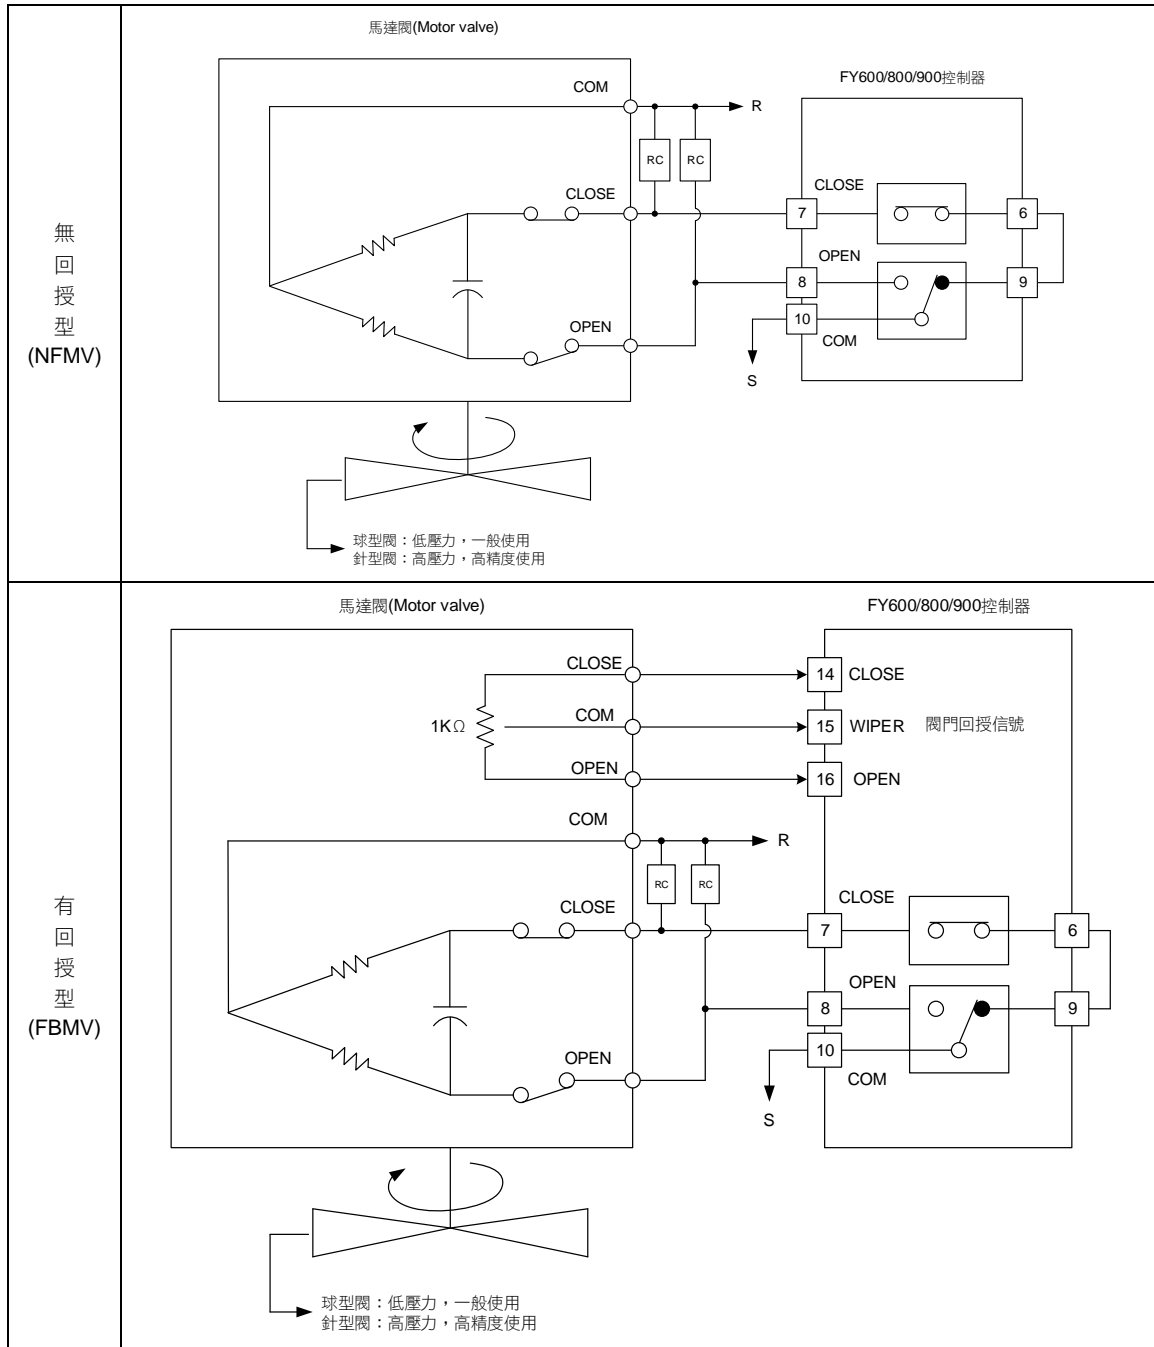 無
回
授
型
(NFMV)
馬達閥(Motor valve)
FY600/800/900控制器
COM
R
RC
RC
CLOSE
CLOSE
7
6
OPEN
8
9
OPEN
10
COM
S
球型閥：低壓力，一般使用
針型閥：高壓力，高精度使用
有
回
授
型
(FBMV)
馬達閥(Motor valve)
FY600/800/900控制器
CLOSE
14 CLOSE
1KΩ
COM
15 WIPER 閥門回授信號
OPEN
16 OPEN
COM
R
RC
RC
CLOSE
CLOSE
7
6
OPEN
8
9
OPEN
10
COM
S
球型閥：低壓力，一般使用
針型閥：高壓力，高精度使用